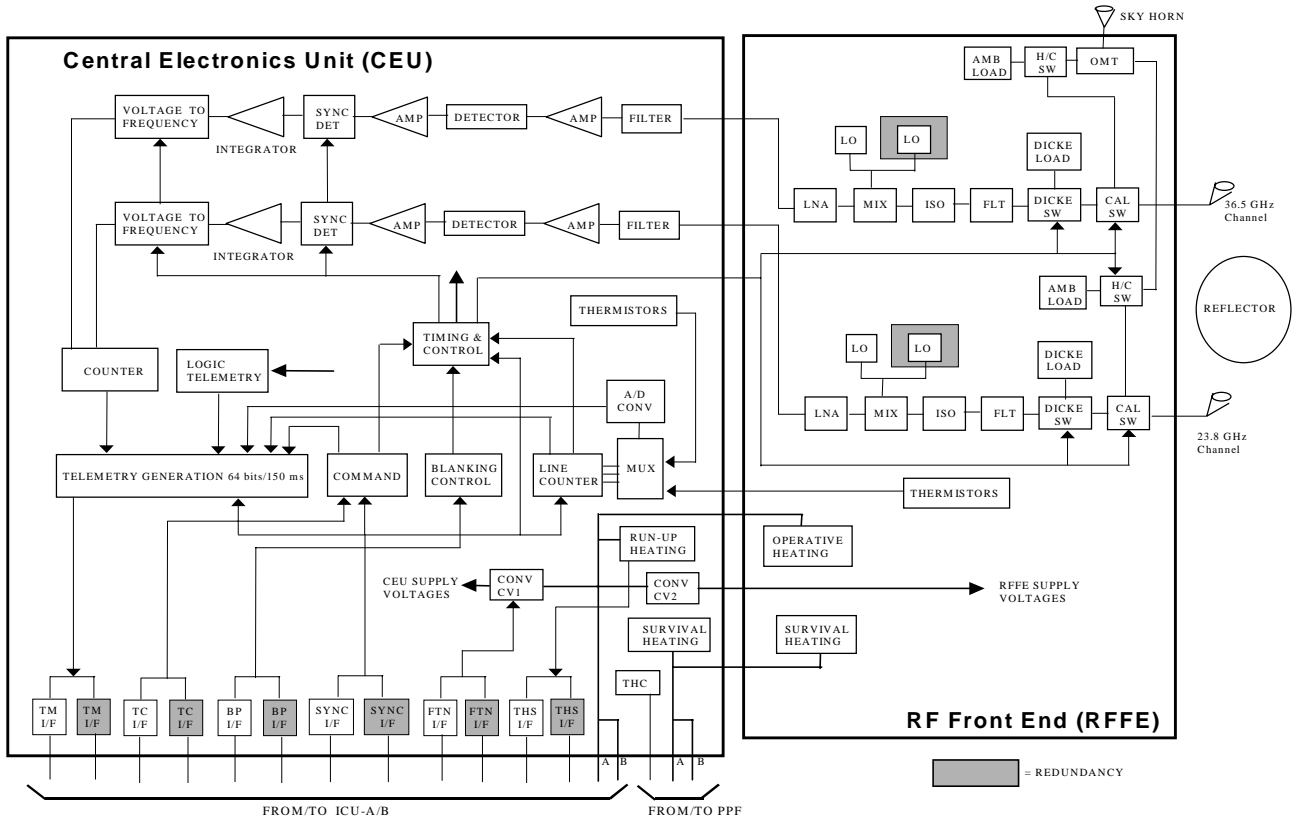 SKY HORN
Central Electronics Unit (CEU)
AMB
LOAD
H/C
SW
OMT
VOLTAGE TO
FREQUENCY
INTEGRATOR
SYNC
DET
AMP
DETECTOR
AMP
FILTER
LO
LO
DICKE
LOAD
LNA
MIX
ISO
FLT
DICKE
SW
CAL
SW
36.5 GHz
Channel
VOLTAGE TO
FREQUENCY
INTEGRATOR
SYNC
DET
AMP
DETECTOR
AMP
FILTER
AMB
LOAD
H/C
SW
REFLECTOR
THERMISTORS
TIMING &
CONTROL
COUNTER
LOGIC
TELEMETRY
LO
LO
DICKE
LOAD
A/D
CONV
LNA
MIX
ISO
FLT
DICKE
SW
CAL
SW
23.8 GHz
Channel
TELEMETRY GENERATION 64 bits/150 ms
COMMAND
BLANKING
CONTROL
LINE
COUNTER
MUX
THERMISTORS
RUN-UP
HEATING
OPERATIVE
HEATING
CEU SUPPLY
VOLTAGES
CONV
CV1
CONV
CV2
RFFE SUPPLY
VOLTAGES
SURVIVAL
HEATING
SURVIVAL
HEATING
THC
TM
I/F
TM
I/F
TC
I/F
TC
I/F
BP
I/F
BP
I/F
SYNC
I/F
SYNC
I/F
FTN
I/F
FTN
I/F
THS
I/F
THS
I/F
RF Front End (RFFE)
A
B
A
B
= REDUNDANCY
FROM/TO ICU-A/B
FROM/TO PPF